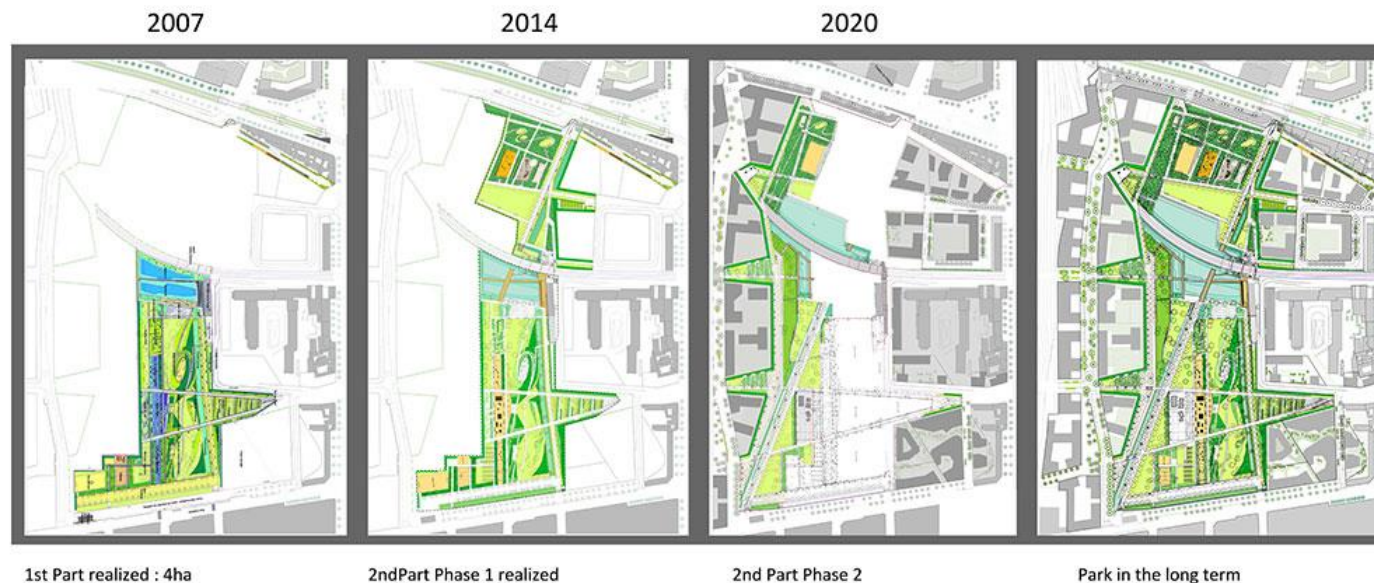 2007
2014
2020
1st Part realized : 4ha
2ndPart Phase 1 realized
2nd Part Phase 2
Park in the long term